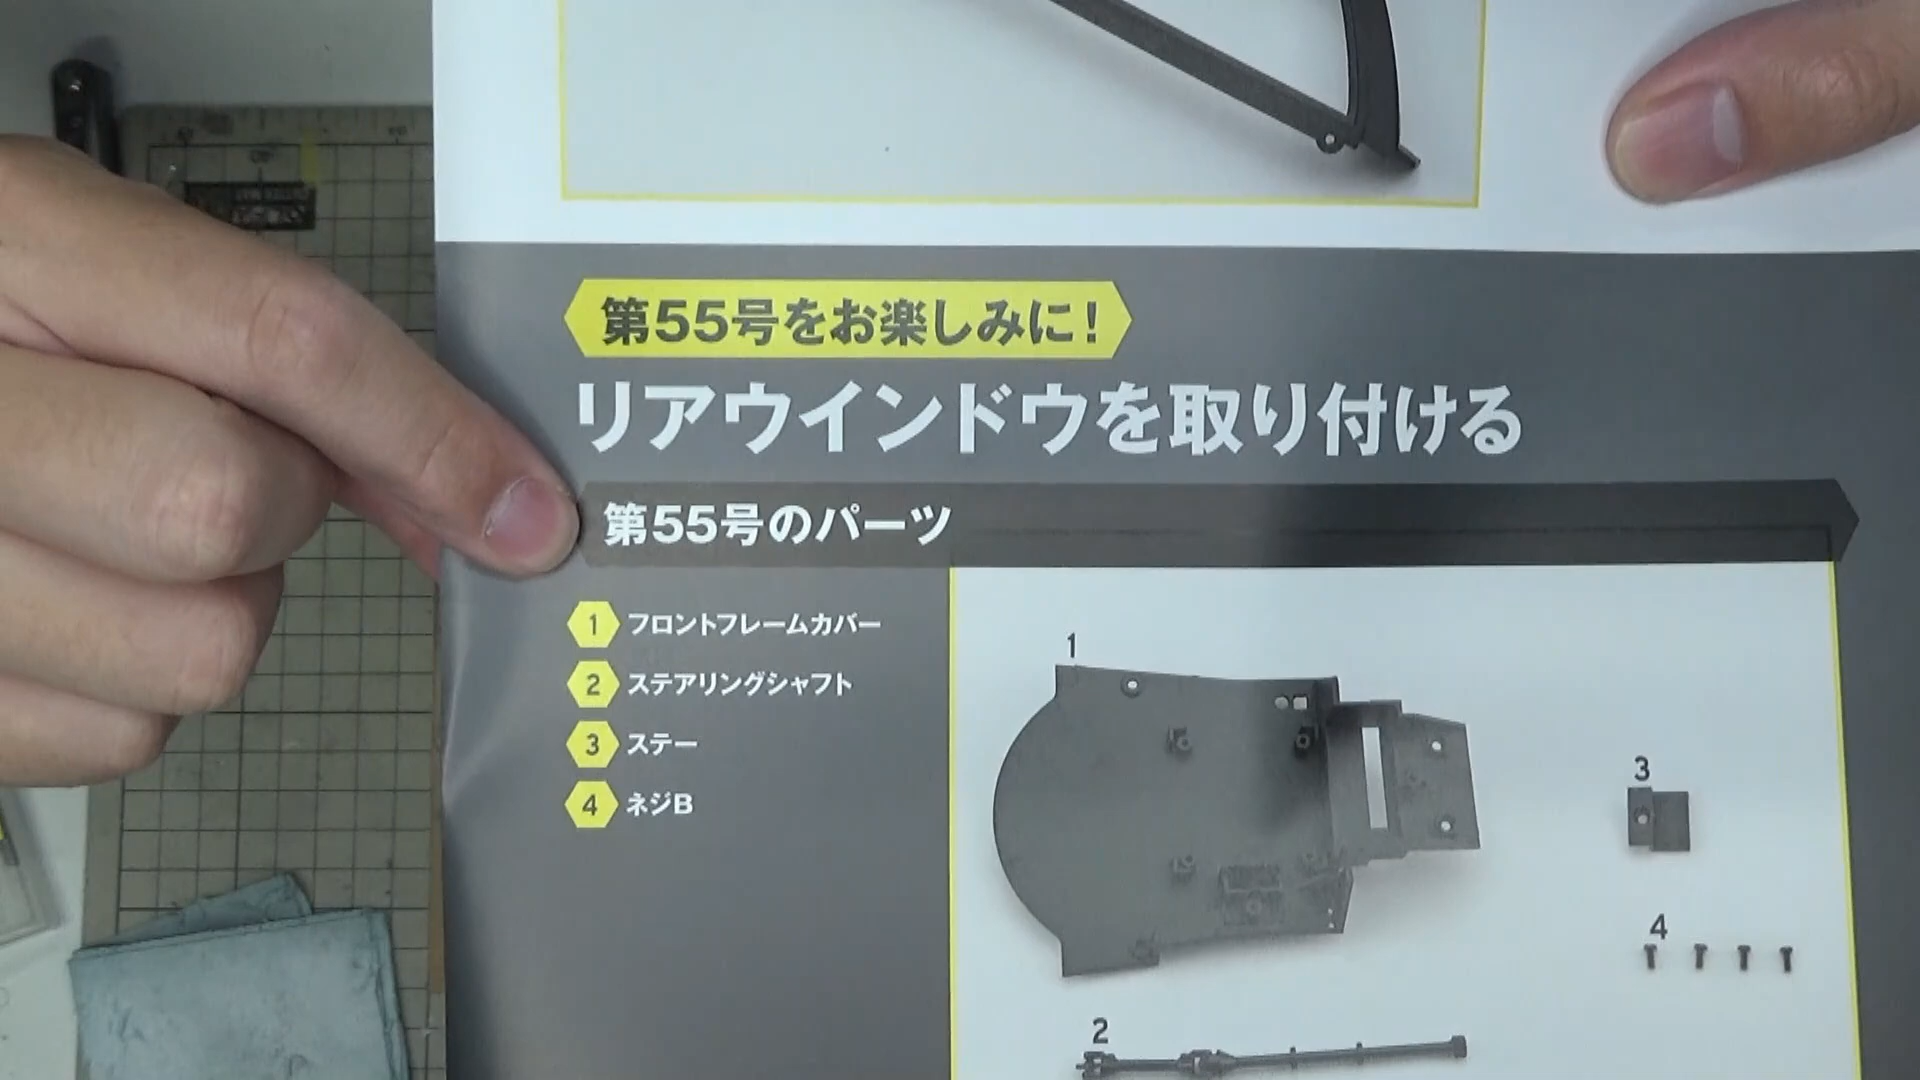 第55号をお楽しみに!
リアウインドウを取り付ける
第55号のパーツ
1 フロントフレームカバー
2 ステアリングシャフト
3 ステー
4 ネジB
1
3
4
2